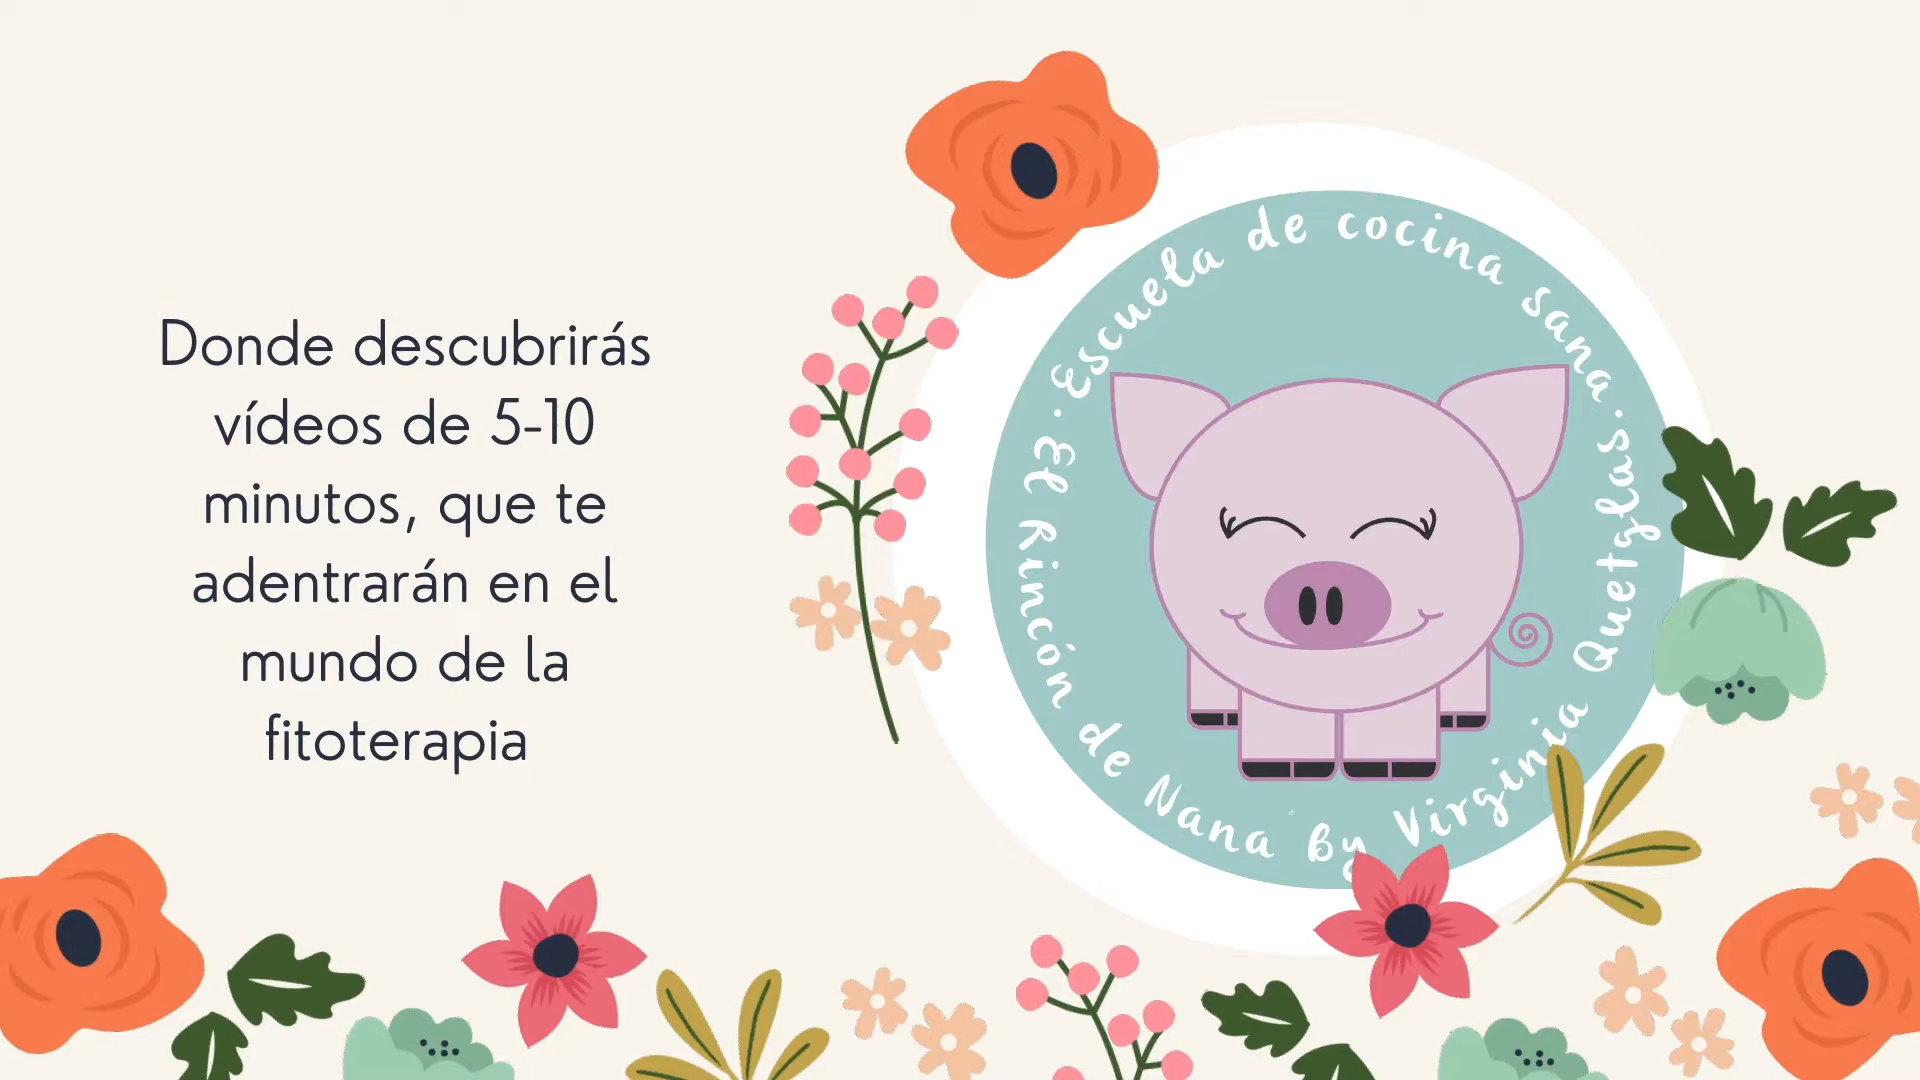 Donde descubrirás
vídeos de 5-10
minutos, que te
adentrarán en el
mundo de la
fitoterapia
· Escuela de cocina sana ·
El Rincón de Nana by Virginia Quetglas